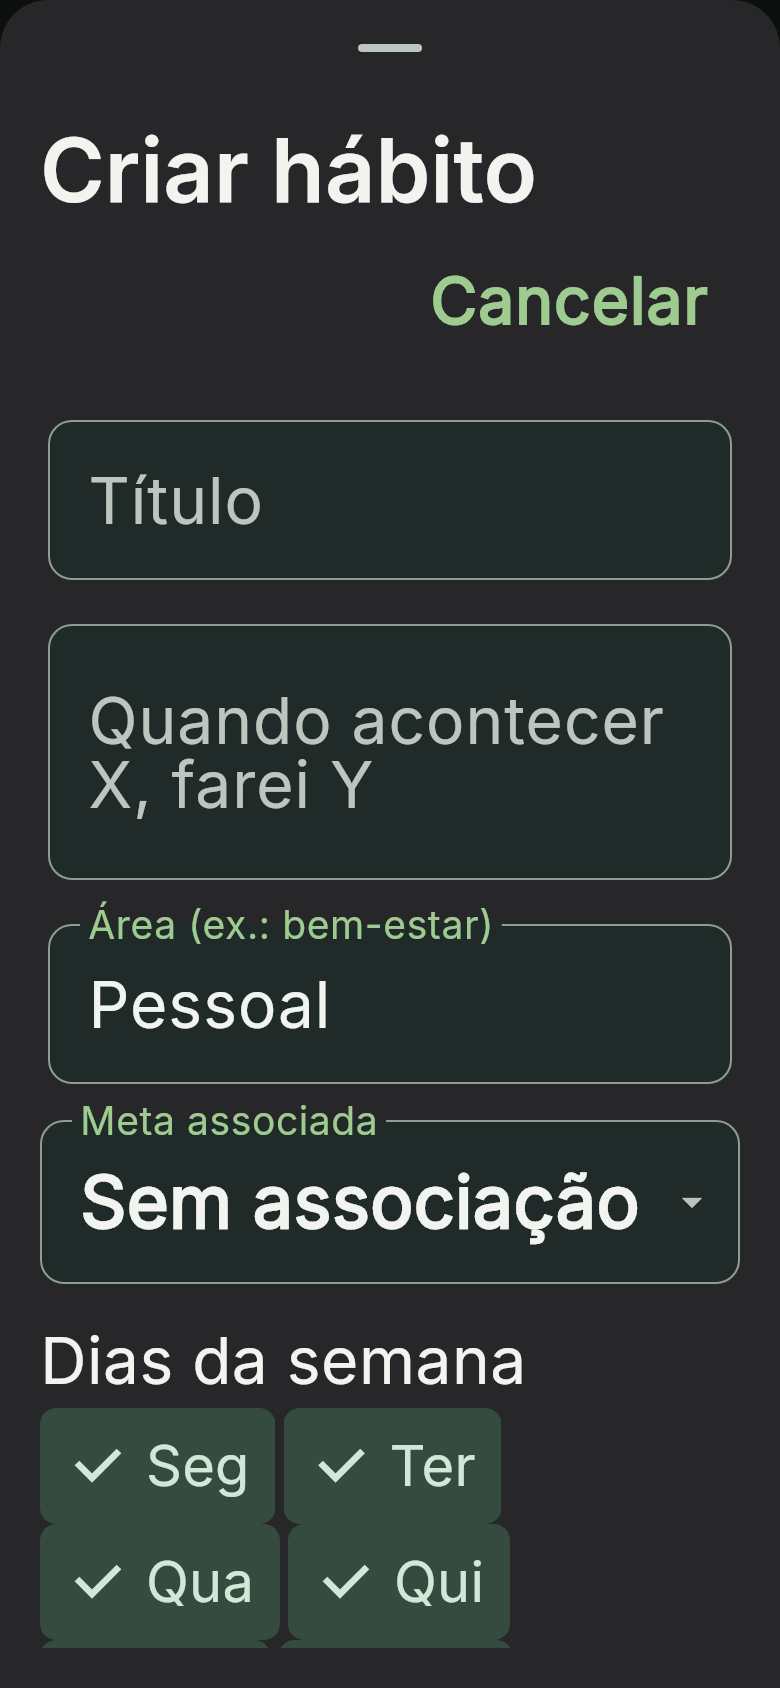 Criar hábito
Cancelar
Título
Quando acontecer
X, farei Y
Área (ex.: bem-estar)
Pessoal
Meta associada
Sem associação
Dias da semana
Seg Ter
Qua Qui